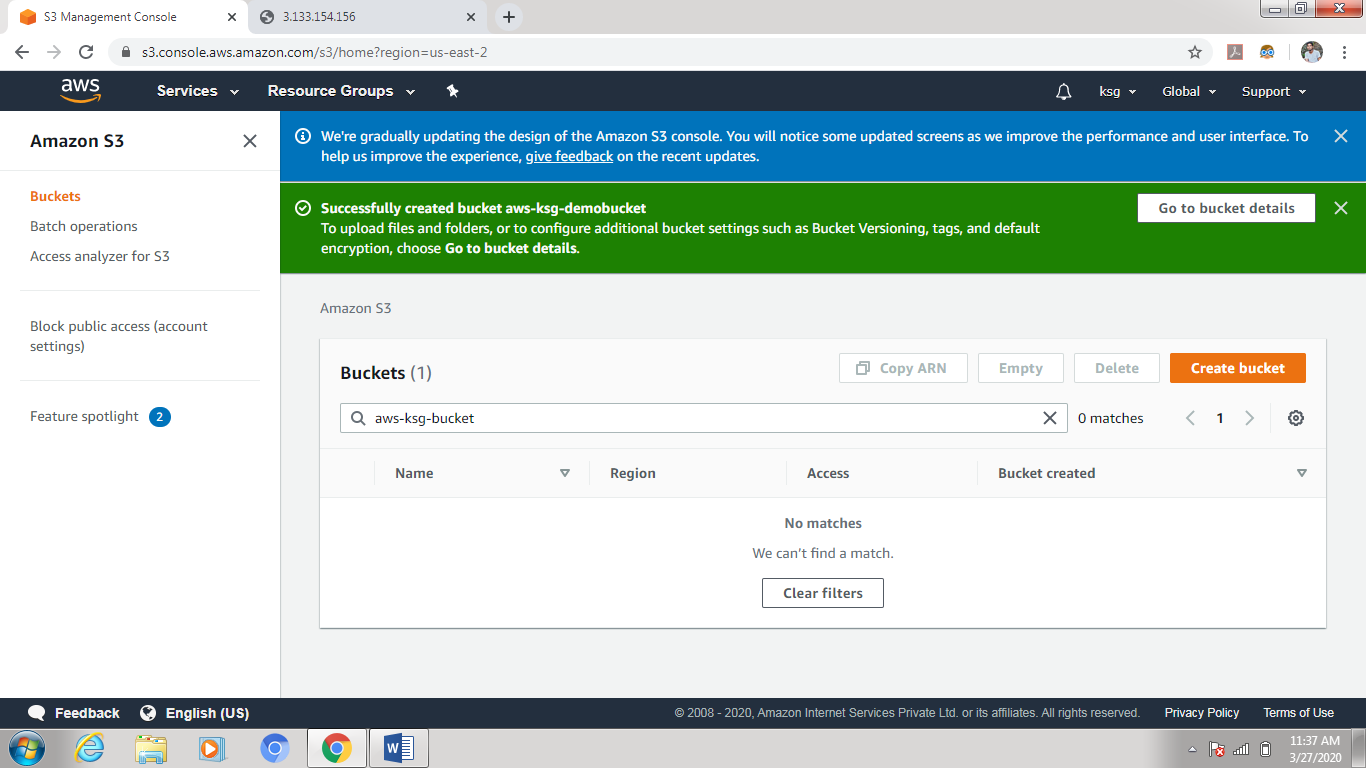 S3 Management Console
3.133.154.156
s3.console.aws.amazon.com/s3/home?region=us-east-2
aws
Services
Resource Groups
ksg
Global
Support
Amazon S3
Buckets
Batch operations
Access analyzer for S3
Block public access (account
settings)
Feature spotlight 2
We're gradually updating the design of the Amazon S3 console. You will notice some updated screens as we improve the performance and user interface. To
help us improve the experience, give feedback on the recent updates.
Successfully created bucket aws-ksg-demobucket
To upload files and folders, or to configure additional bucket settings such as Bucket Versioning, tags, and default
encryption, choose Go to bucket details.
Go to bucket details
Amazon S3
Buckets (1)
Copy ARN
Empty
Delete
Create bucket
aws-ksg-bucket
0 matches
1
Name
Region
Access
Bucket created
No matches
We can't find a match.
Clear filters
Feedback
English (US)
© 2008 - 2020, Amazon Internet Services Private Ltd. or its affiliates. All rights reserved.
Privacy Policy
Terms of Use
11:37 AM
3/27/2020